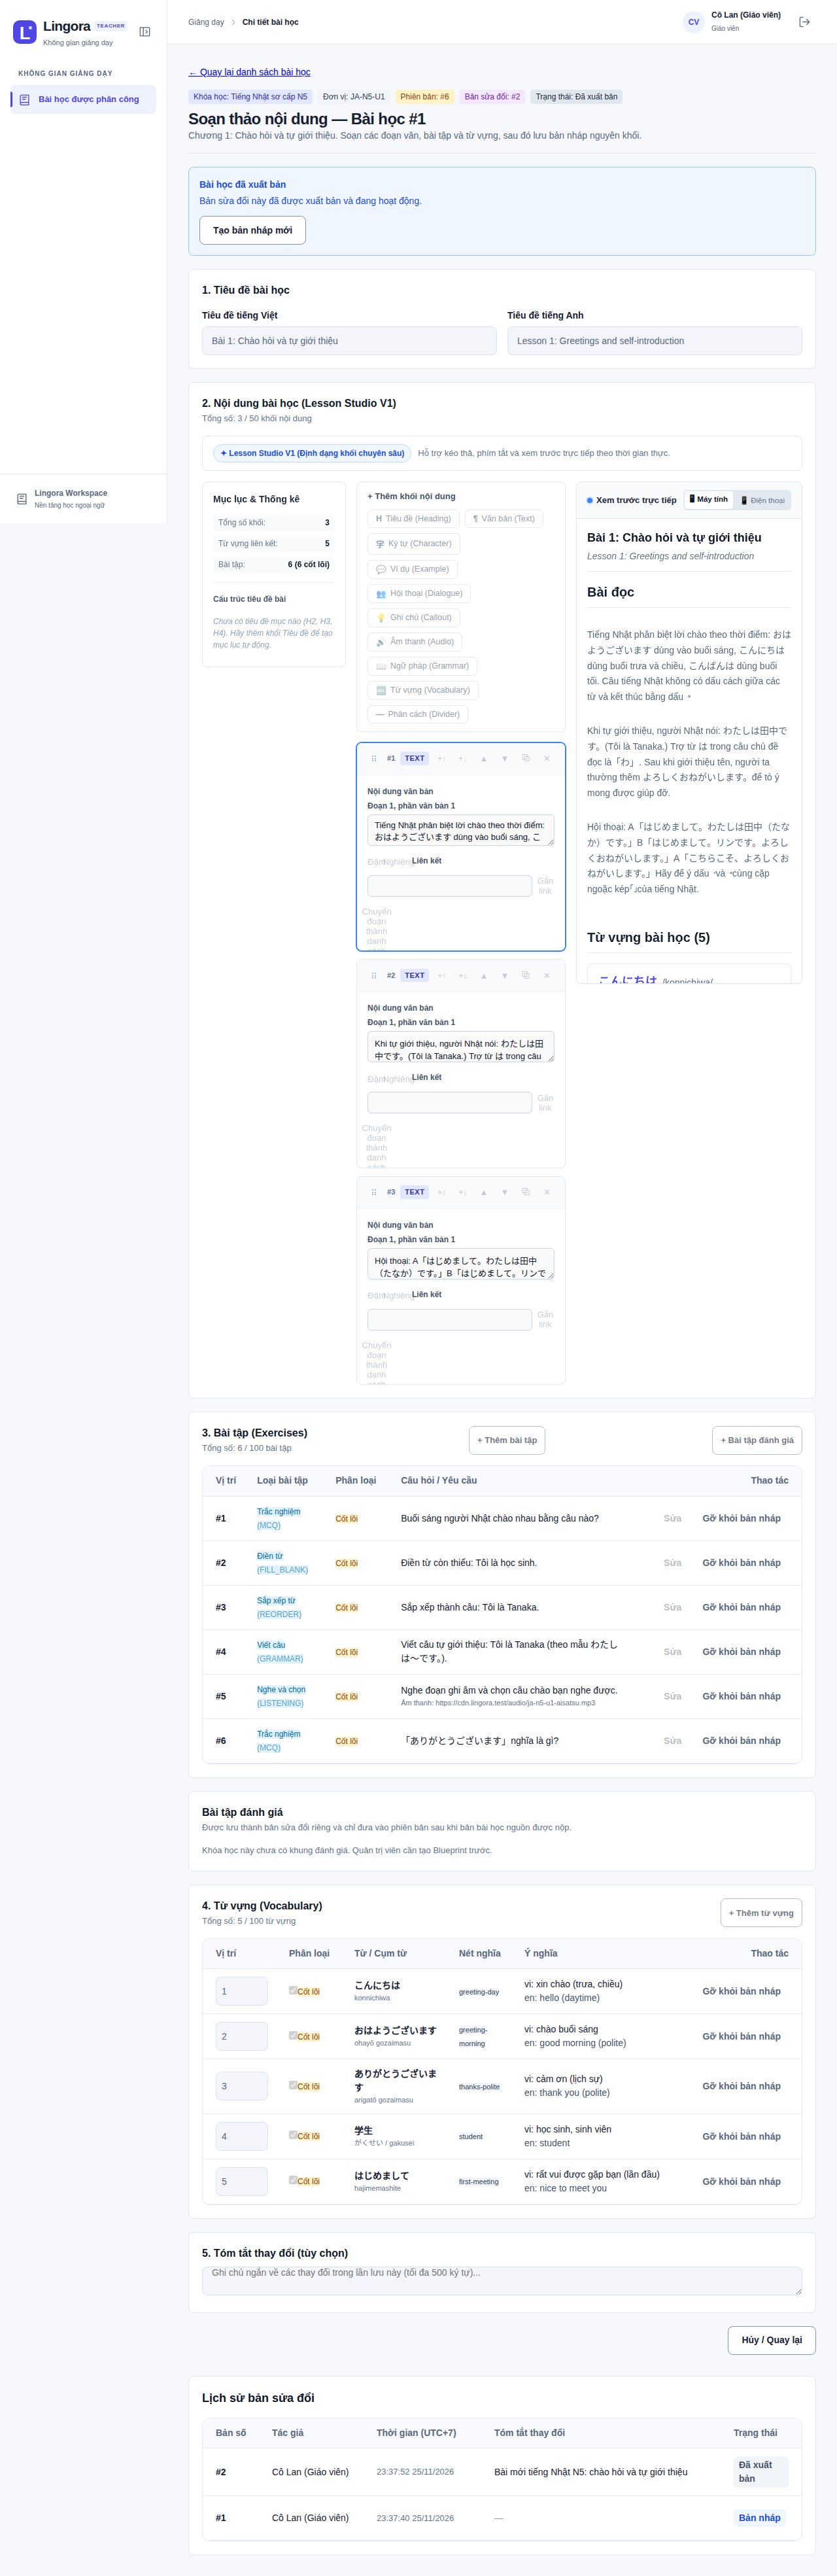 Lingora TEACHER
Không gian giảng dạy
KHÔNG GIAN GIẢNG DẠY
Bài học được phân công
Lingora Workspace
Nền tảng học ngoại ngữ
Giảng dạy > Chi tiết bài học
CV
Cô Lan (Giáo viên)
Giáo viên
← Quay lại danh sách bài học
Khóa học: Tiếng Nhật sơ cấp N5
Đơn vị: JA-N5-U1
Phiên bản: #6
Bản sửa đổi: #2
Trạng thái: Đã xuất bản
Soạn thảo nội dung — Bài học #1
Chương 1: Chào hỏi và tự giới thiệu. Soạn các đoạn văn, bài tập và từ vựng, sau đó lưu bản nháp nguyên khối.
Bài học đã xuất bản
Bản sửa đổi này đã được xuất bản và đang hoạt động.
Tạo bản nháp mới
1. Tiêu đề bài học
Tiêu đề tiếng Việt
Bài 1: Chào hỏi và tự giới thiệu
Tiêu đề tiếng Anh
Lesson 1: Greetings and self-introduction
2. Nội dung bài học (Lesson Studio V1)
Tổng số: 3 / 50 khối nội dung
✦ Lesson Studio V1 (Định dạng khối chuyên sâu)
Hỗ trợ kéo thả, phím tắt và xem trước trực tiếp theo thời gian thực.
Mục lục & Thống kê
Tổng số khối: 3
Từ vựng liên kết: 5
Bài tập: 6 (6 cốt lõi)
Cấu trúc tiêu đề bài
Chưa có tiêu đề mục nào (H2, H3,
H4). Hãy thêm khối Tiêu đề để tạo
mục lục tự động.
+ Thêm khối nội dung
H Tiêu đề (Heading)
¶ Văn bản (Text)
字 Ký tự (Character)
💬 Ví dụ (Example)
👥 Hội thoại (Dialogue)
💡 Ghi chú (Callout)
🔊 Âm thanh (Audio)
📖 Ngữ pháp (Grammar)
🔤 Từ vựng (Vocabulary)
— Phân cách (Divider)
⠿ #1 TEXT +↑ +↓ ▲ ▼ ✕
Nội dung văn bản
Đoạn 1, phần văn bản 1
Tiếng Nhật phân biệt lời chào theo thời điểm:
おはようございます dùng vào buổi sáng, こ
Đậm Nghiêng Liên kết
Gắn
link
Chuyển
đoạn
thành
danh
⠿ #2 TEXT +↑ +↓ ▲ ▼ ✕
Nội dung văn bản
Đoạn 1, phần văn bản 1
Khi tự giới thiệu, người Nhật nói: わたしは田
中です。(Tôi là Tanaka.) Trợ từ は trong câu
Đậm Nghiêng Liên kết
Gắn
link
Chuyển
đoạn
thành
danh
⠿ #3 TEXT +↑ +↓ ▲ ▼ ✕
Nội dung văn bản
Đoạn 1, phần văn bản 1
Hội thoại: A「はじめまして。わたしは田中
（たなか）です。」B「はじめまして。リンで
Đậm Nghiêng Liên kết
Gắn
link
Chuyển
đoạn
thành
danh
Xem trước trực tiếp
Máy tính
Điện thoại
Bài 1: Chào hỏi và tự giới thiệu
Lesson 1: Greetings and self-introduction
Bài đọc
Tiếng Nhật phân biệt lời chào theo thời điểm: おは
ようございます dùng vào buổi sáng, こんにちは
dùng buổi trưa và chiều, こんばんは dùng buổi
tối. Câu tiếng Nhật không có dấu cách giữa các
từ và kết thúc bằng dấu 。
Khi tự giới thiệu, người Nhật nói: わたしは田中で
す。(Tôi là Tanaka.) Trợ từ は trong câu chủ đề
đọc là「わ」. Sau khi giới thiệu tên, người ta
thường thêm よろしくおねがいします。để tỏ ý
mong được giúp đỡ.
Hội thoại: A「はじめまして。わたしは田中（たな
か）です。」B「はじめまして。リンです。よろし
くおねがいします。」A「こちらこそ、よろしくお
ねがいします。」Hãy để ý dấu 、và 。cùng cặp
ngoặc kép「」của tiếng Nhật.
Từ vựng bài học (5)
こんにちは /konnichiwa/
3. Bài tập (Exercises)
Tổng số: 6 / 100 bài tập
+ Thêm bài tập
+ Bài tập đánh giá
Vị trí Loại bài tập Phân loại Câu hỏi / Yêu cầu Thao tác
#1 Trắc nghiệm (MCQ) Cốt lõi Buổi sáng người Nhật chào nhau bằng câu nào? Sửa Gỡ khỏi bản nháp
#2 Điền từ (FILL_BLANK) Cốt lõi Điền từ còn thiếu: Tôi là học sinh. Sửa Gỡ khỏi bản nháp
#3 Sắp xếp từ (REORDER) Cốt lõi Sắp xếp thành câu: Tôi là Tanaka. Sửa Gỡ khỏi bản nháp
#4 Viết câu (GRAMMAR) Cốt lõi Viết câu tự giới thiệu: Tôi là Tanaka (theo mẫu わたし
は〜です。). Sửa Gỡ khỏi bản nháp
#5 Nghe và chọn (LISTENING) Cốt lõi Nghe đoạn ghi âm và chọn câu chào bạn nghe được. Sửa Gỡ khỏi bản nháp
Âm thanh: https://cdn.lingora.test/audio/ja-n5-u1-aisatsu.mp3
#6 Trắc nghiệm (MCQ) Cốt lõi 「ありがとうございます」nghĩa là gì? Sửa Gỡ khỏi bản nháp
Bài tập đánh giá
Được lưu thành bản sửa đổi riêng và chỉ đưa vào phiên bản sau khi bản bài học nguồn được nộp.
Khóa học này chưa có khung đánh giá. Quản trị viên cần tạo Blueprint trước.
4. Từ vựng (Vocabulary)
Tổng số: 5 / 100 từ vựng
+ Thêm từ vựng
Vị trí Phân loại Từ / Cụm từ Nét nghĩa Ý nghĩa Thao tác
1 Cốt lõi こんにちは greeting-day vi: xin chào (trưa, chiều) Gỡ khỏi bản nháp
konnichiwa en: hello (daytime)
2 Cốt lõi おはようございます greeting-morning vi: chào buổi sáng Gỡ khỏi bản nháp
ohayō gozaimasu en: good morning (polite)
3 Cốt lõi ありがとうございます thanks-polite vi: cảm ơn (lịch sự) Gỡ khỏi bản nháp
arigatō gozaimasu en: thank you (polite)
4 Cốt lõi 学生 student vi: học sinh, sinh viên Gỡ khỏi bản nháp
がくせい / gakusei en: student
5 Cốt lõi はじめまして first-meeting vi: rất vui được gặp bạn (lần đầu) Gỡ khỏi bản nháp
hajimemashite en: nice to meet you
5. Tóm tắt thay đổi (tùy chọn)
Ghi chú ngắn về các thay đổi trong lần lưu này (tối đa 500 ký tự)...
Hủy / Quay lại
Lịch sử bản sửa đổi
Bản số Tác giả Thời gian (UTC+7) Tóm tắt thay đổi Trạng thái
#2 Cô Lan (Giáo viên) 23:37:52 25/11/2026 Bài mới tiếng Nhật N5: chào hỏi và tự giới thiệu Đã xuất bản
#1 Cô Lan (Giáo viên) 23:37:40 25/11/2026 — Bản nháp